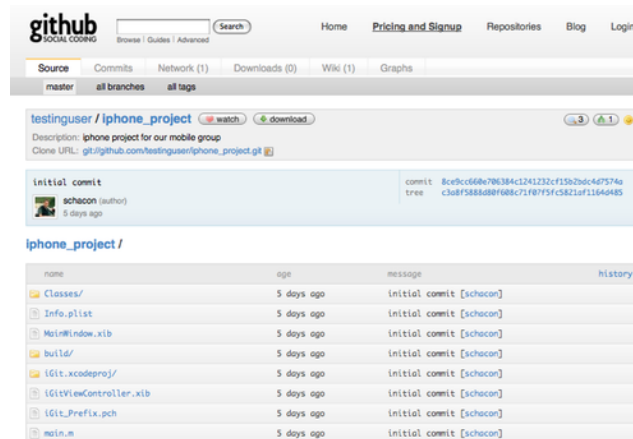 github
SOCIAL CODING
Search
Browse | Guides | Advanced
Home Pricing and Signup Repositories Blog Login
Source Commits Network (1) Downloads (0) Wiki (1) Graphs
master all branches all tags
testinguser / iphone_project watch download 3 1
Description: iphone project for our mobile group
Clone URL: git://github.com/testinguser/iphone_project.git
initial commit
schacon (author)
5 days ago
commit 8ce9cc660e706384c1241232cf15b2bdc4d7574a
tree c3a8f5888d80f608c71f07f5fc5821af1164d485
iphone_project /
name age message history
Classes/ 5 days ago initial commit [schacon]
Info.plist 5 days ago initial commit [schacon]
MainWindow.xib 5 days ago initial commit [schacon]
build/ 5 days ago initial commit [schacon]
iGit.xcodeproj/ 5 days ago initial commit [schacon]
iGitViewController.xib 5 days ago initial commit [schacon]
iGit_Prefix.pch 5 days ago initial commit [schacon]
main.m 5 days ago initial commit [schacon]